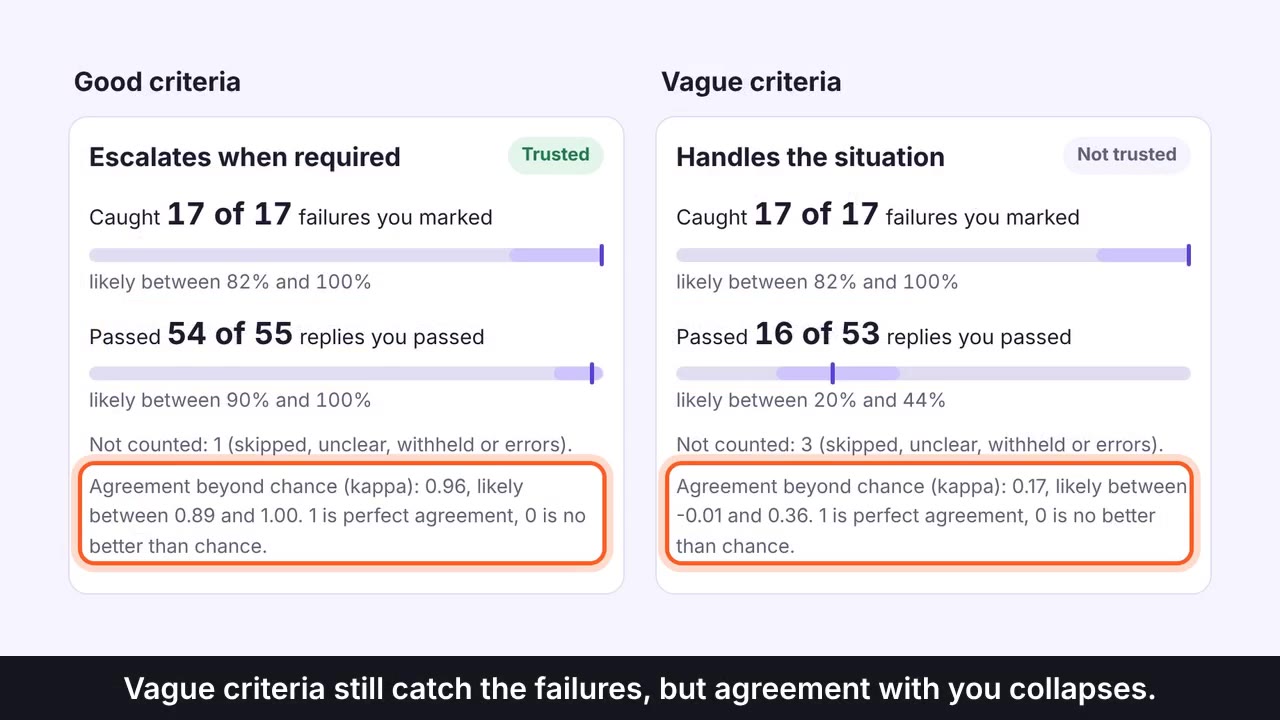 Good criteria
Escalates when required
Trusted
Caught 17 of 17 failures you marked
likely between 82% and 100%
Passed 54 of 55 replies you passed
likely between 90% and 100%
Not counted: 1 (skipped, unclear, withheld or errors).
Agreement beyond chance (kappa): 0.96, likely
between 0.89 and 1.00. 1 is perfect agreement, 0 is no
better than chance.
Vague criteria
Handles the situation
Not trusted
Caught 17 of 17 failures you marked
likely between 82% and 100%
Passed 16 of 53 replies you passed
likely between 20% and 44%
Not counted: 3 (skipped, unclear, withheld or errors).
Agreement beyond chance (kappa): 0.17, likely between
-0.01 and 0.36. 1 is perfect agreement, 0 is no better
than chance.
Vague criteria still catch the failures, but agreement with you collapses.